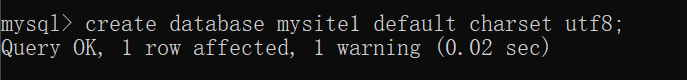 mysql> create database mysite1 default charset utf8;
Query OK, 1 row affected, 1 warning (0.02 sec)